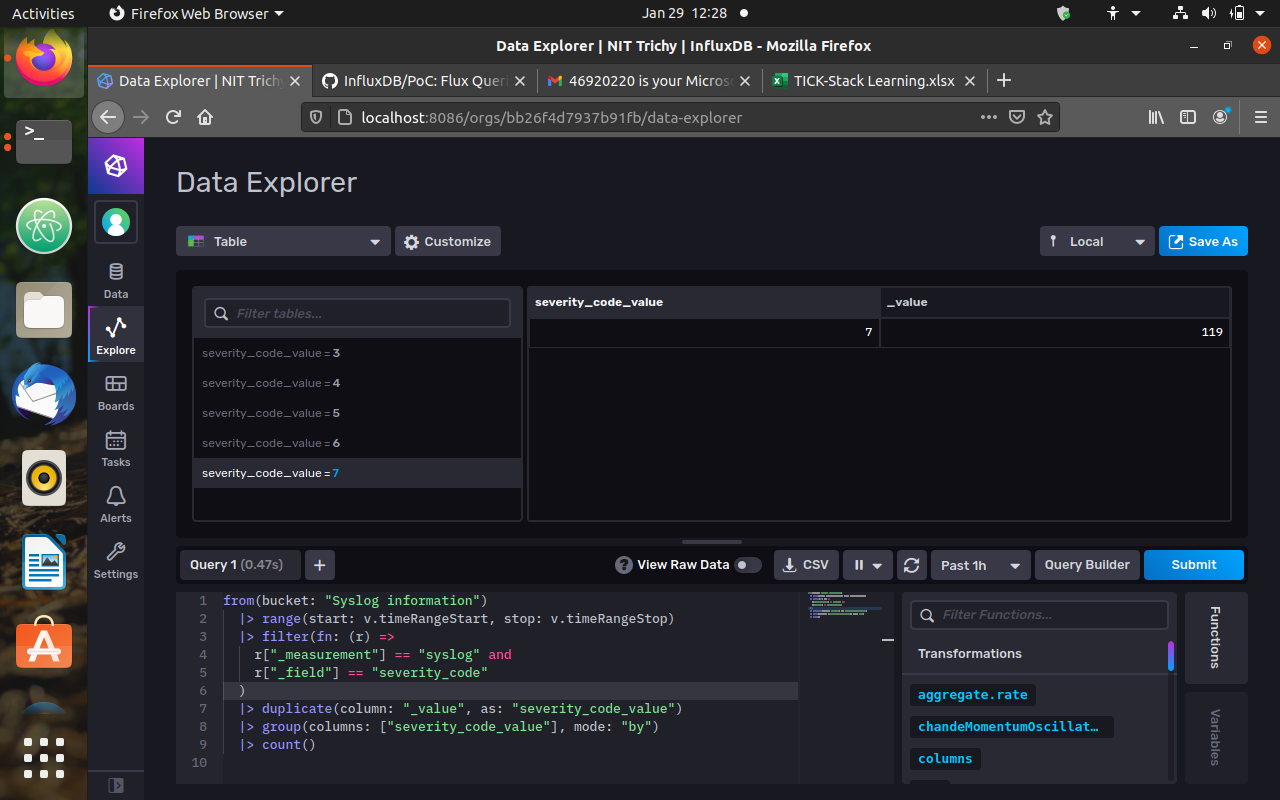 Activities
Firefox Web Browser
Jan 29 12:28
Data Explorer | NIT Trichy | InfluxDB - Mozilla Firefox
Data Explorer | NIT Trichy
InfluxDB/PoC: Flux Quer
46920220 is your Micros
TICK-Stack Learning.xlsx
localhost:8086/orgs/bb26f4d7937b91fb/data-explorer
Data Explorer
Table
Customize
Local
Save As
Filter tables...
severity_code_value = 3
severity_code_value = 4
severity_code_value = 5
severity_code_value = 6
severity_code_value = 7
severity_code_value _value
7 119
Data
Explore
Boards
Tasks
Alerts
Settings
Query 1 (0.47s)
+
? View Raw Data
CSV
Past 1h
Query Builder
Submit
1 from(bucket: "Syslog information")
2 |> range(start: v.timeRangeStart, stop: v.timeRangeStop)
3 |> filter(fn: (r) =>
4 r["_measurement"] == "syslog" and
5 r["_field"] == "severity_code"
6 )
7 |> duplicate(column: "_value", as: "severity_code_value")
8 |> group(columns: ["severity_code_value"], mode: "by")
9 |> count()
10
Filter Functions...
Transformations
aggregate.rate
chandeMomentumOscillat…
columns
Functions
Variables